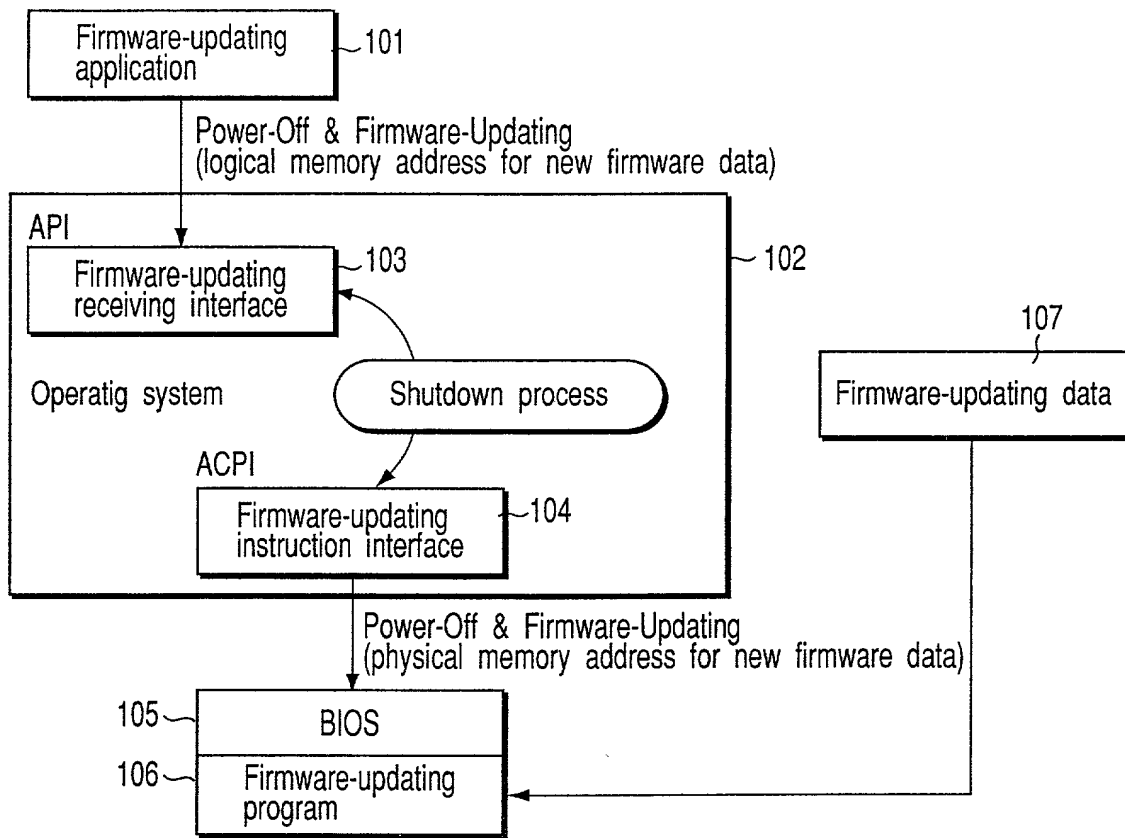 Firmware-updating
application
101
Power-Off & Firmware-Updating
(logical memory address for new firmware data)
API
Firmware-updating
receiving interface
103
102
107
Operatig system
Shutdown process
Firmware-updating data
ACPI
Firmware-updating
instruction interface
104
Power-Off & Firmware-Updating
(physical memory address for new firmware data)
105
BIOS
106
Firmware-updating
program